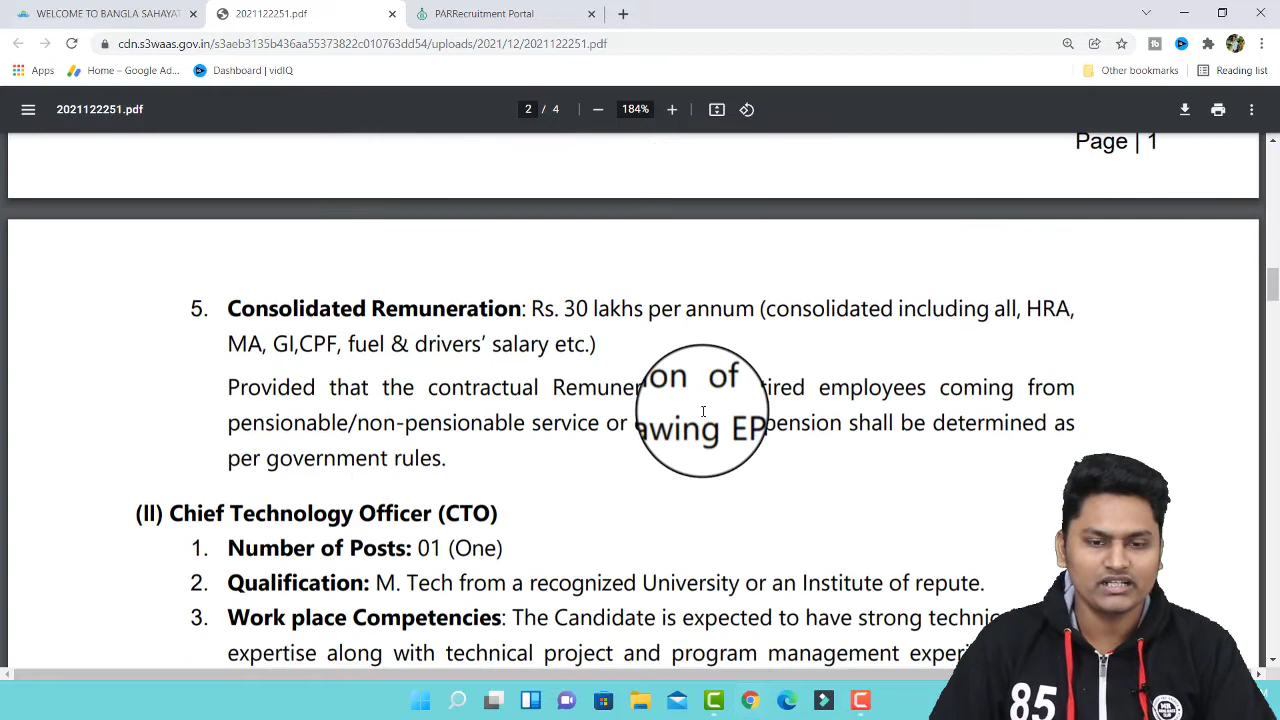 WELCOME TO BANGLA SAHAYAT
2021122251.pdf
PARRecruitment Portal
cdn.s3waas.gov.in/s3aeb3135b436aa55373822c010763dd54/uploads/2021/12/2021122251.pdf
Apps
Home – Google Ad...
Dashboard | vidIQ
Other bookmarks
Reading list
2021122251.pdf
2 / 4
184%
Page | 1
5. Consolidated Remuneration: Rs. 30 lakhs per annum (consolidated including all, HRA,
MA, GI,CPF, fuel & drivers' salary etc.)
Provided that the contractual Remuner on of ired employees coming from
pensionable/non-pensionable service or awing EP pension shall be determined as
per government rules.
(II) Chief Technology Officer (CTO)
1. Number of Posts: 01 (One)
2. Qualification: M. Tech from a recognized University or an Institute of repute.
3. Work place Competencies: The Candidate is expected to have strong techni
expertise along with technical project and program management experi
85